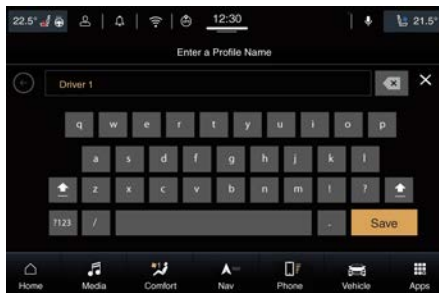 22.5° 12:30 21.5°
Enter a Profile Name
Driver 1
q w e r t y u i o p
a s d f g h j k l
z x c v b n m ! ?
?123 / . Save
Home Media Comfort Nav Phone Vehicle Apps